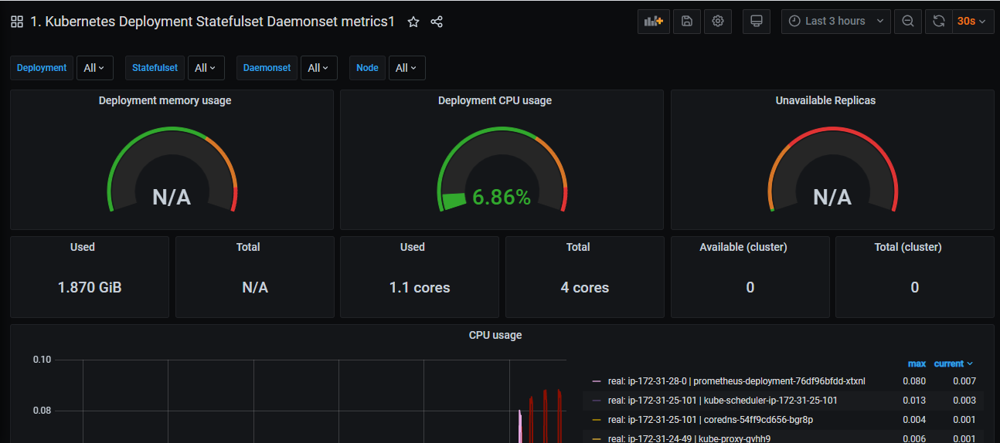 1. Kubernetes Deployment Statefulset Daemonset metrics1 Last 3 hours 30s
Deployment All Statefulset All Daemonset All Node All
Deployment memory usage Deployment CPU usage Unavailable Replicas
N/A 6.86% N/A
Used Total Used Total Available (cluster) Total (cluster)
1.870 GiB N/A 1.1 cores 4 cores 0 0
CPU usage
0.10
max current
real: ip-172-31-28-0 | prometheus-deployment-76df96bfdd-xtxnl 0.080 0.007
real: ip-172-31-25-101 | kube-scheduler-ip-172-31-25-101 0.013 0.003
0.08
real: ip-172-31-25-101 | coredns-54ff9cd656-bgr8p 0.004 0.001
real: ip-172-31-24-49 | kube-proxy-gvhh9 0.006 0.001